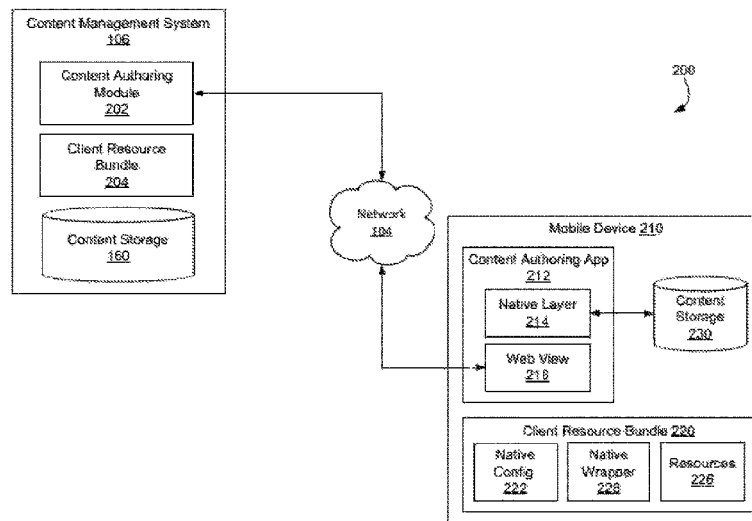 Content Management System
106
Content Authoring
Module
202
Client Resource
Bundle
204
Content Storage
160
200
Network
104
Mobile Device 210
Content Authoring App
212
Native Layer
214
Web View
216
Content
Storage
230
Client Resource Bundle 220
Native
Config
222
Native
Wrapper
228
Resources
226